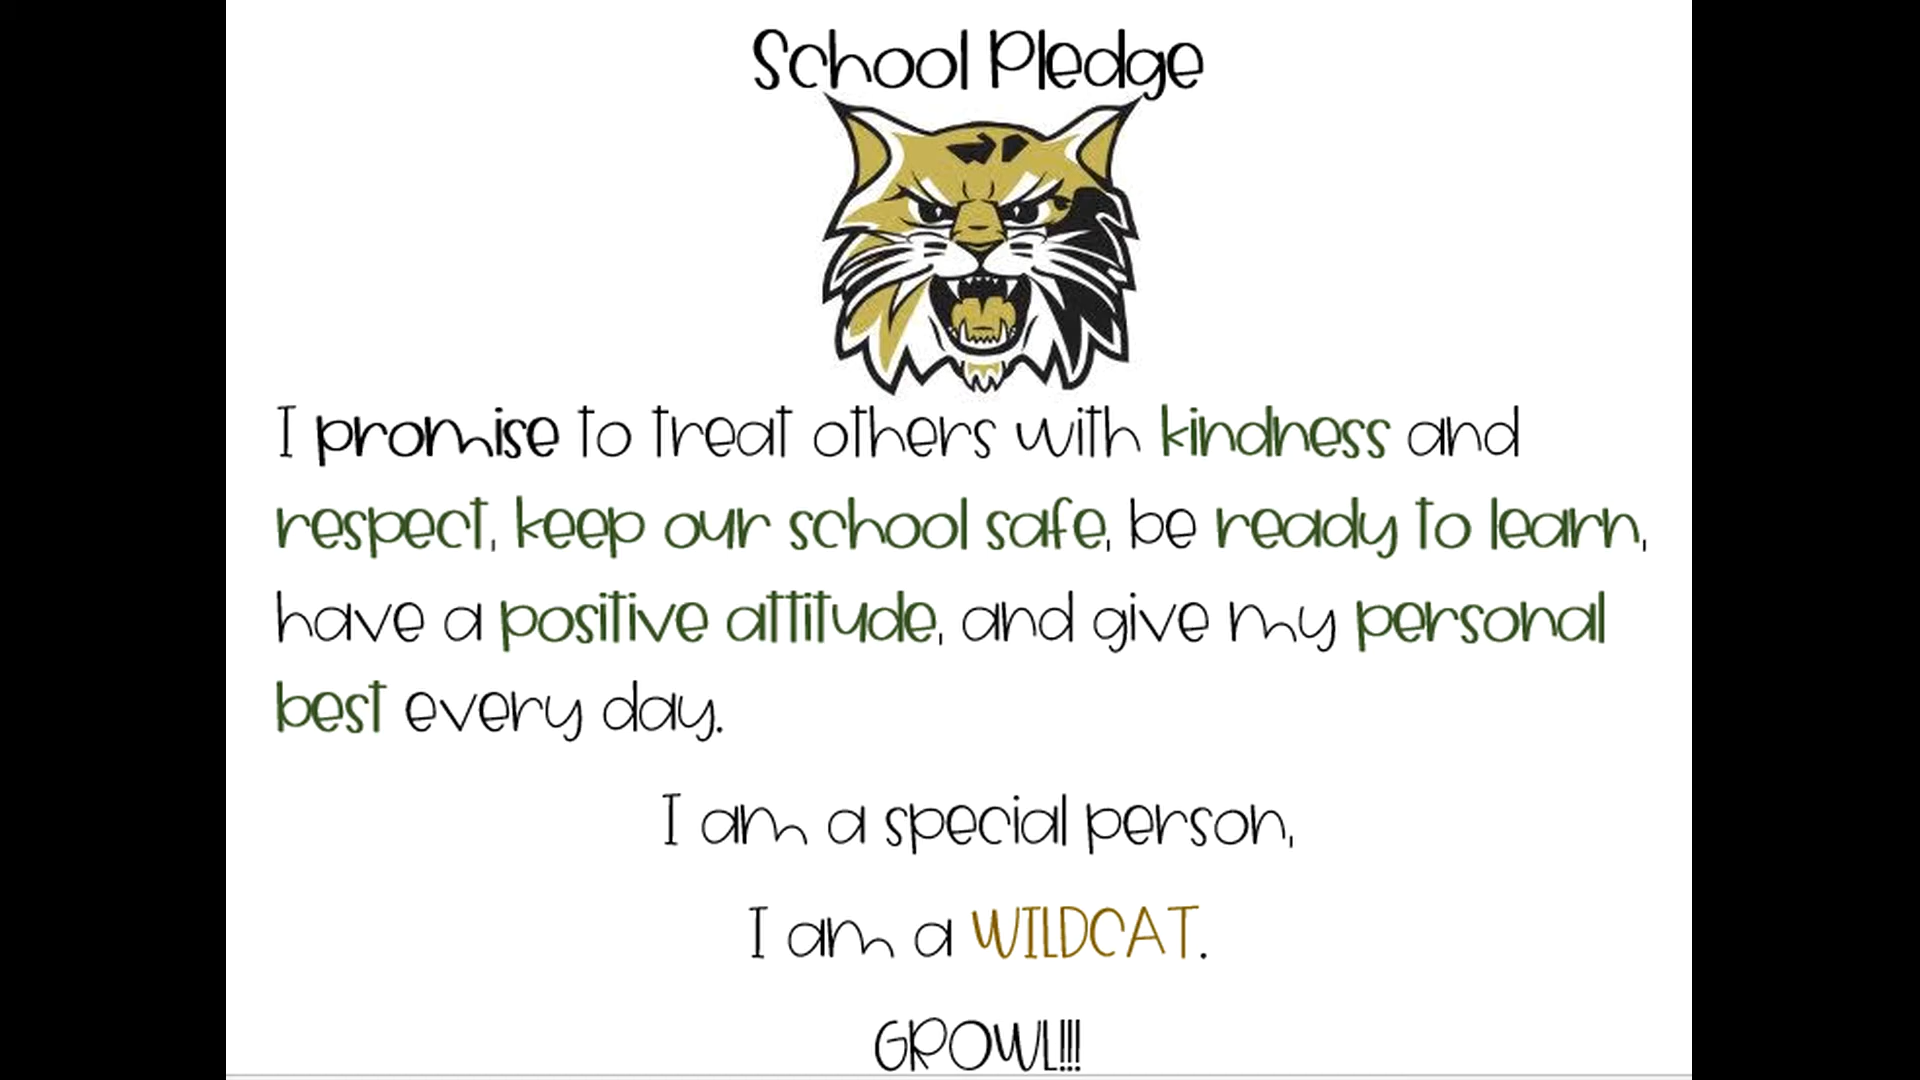 School Pledge
I promise to treat others with kindness and
respect, keep our school safe, be ready to learn,
have a positive attitude, and give my personal
best every day.
I am a special person,
I am a WILDCAT.
GROWL!!!